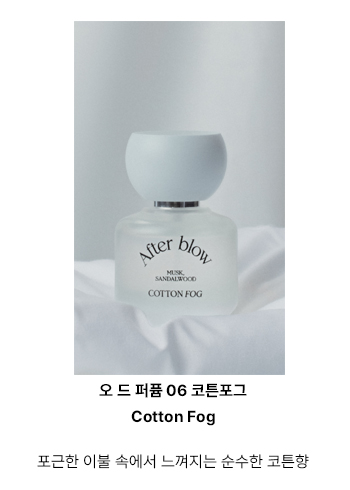 After blow
MUSK,
SANDALWOOD
COTTON FOG
오 드 퍼퓸 06 코튼포그
Cotton Fog
포근한 이불 속에서 느껴지는 순수한 코튼향